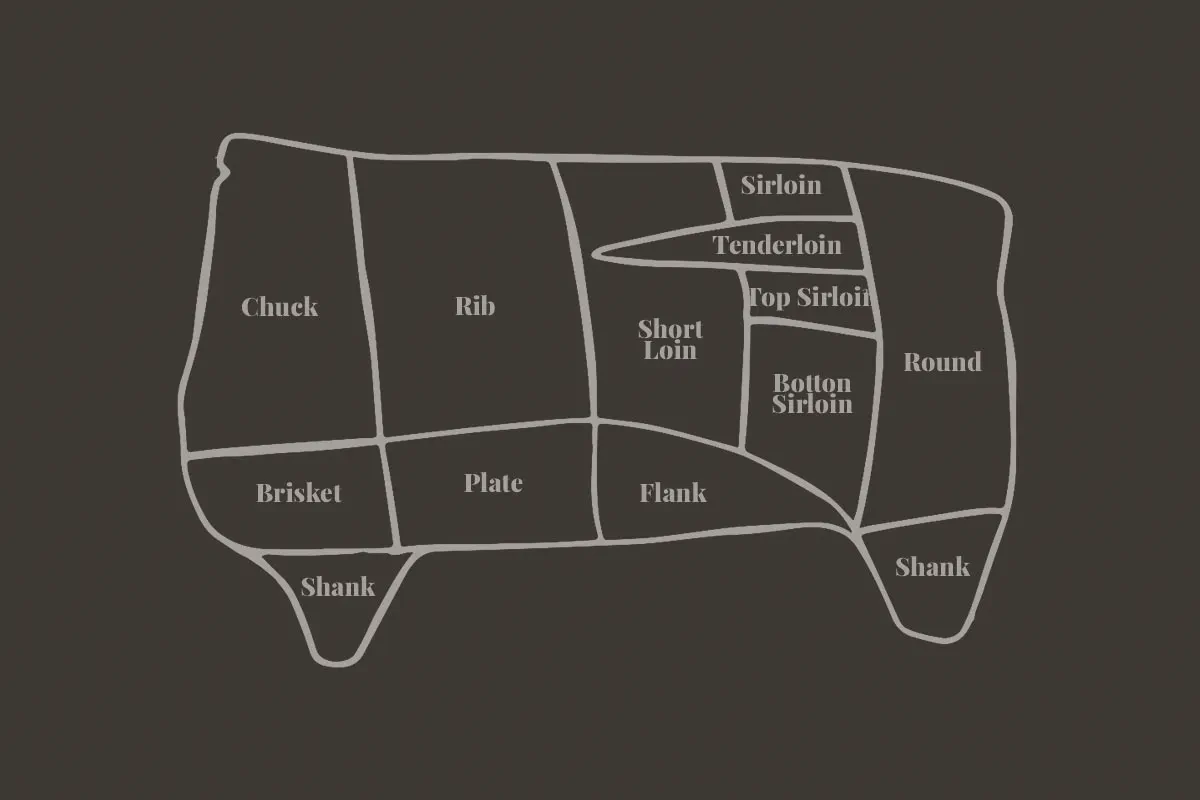 Sirloin
Tenderloin
Top Sirloin
Chuck
Rib
Short
Loin
Round
Botton
Sirloin
Brisket
Plate
Flank
Shank
Shank